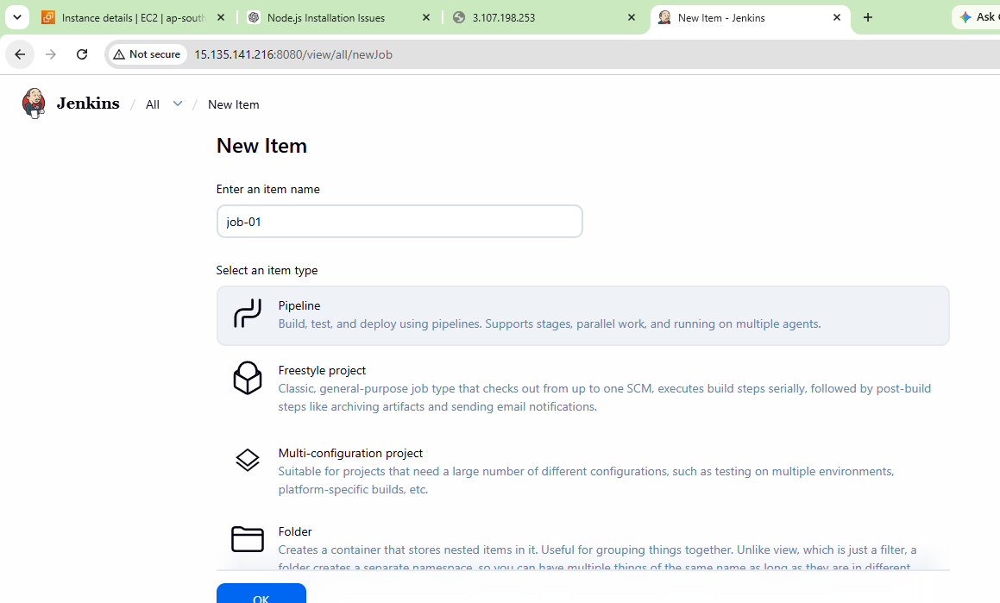 Instance details | EC2 | ap-south
Node.js Installation Issues
3.107.198.253
New Item - Jenkins
Ask
Not secure
15.135.141.216:8080/view/all/newJob
Jenkins / All / New Item
New Item
Enter an item name
job-01
Select an item type
Pipeline
Build, test, and deploy using pipelines. Supports stages, parallel work, and running on multiple agents.
Freestyle project
Classic, general-purpose job type that checks out from up to one SCM, executes build steps serially, followed by post-build
steps like archiving artifacts and sending email notifications.
Multi-configuration project
Suitable for projects that need a large number of different configurations, such as testing on multiple environments,
platform-specific builds, etc.
Folder
Creates a container that stores nested items in it. Useful for grouping things together. Unlike view, which is just a filter, a
folder creates a separate namespace, so you can have multiple things of the same name as long as they are in different
OK